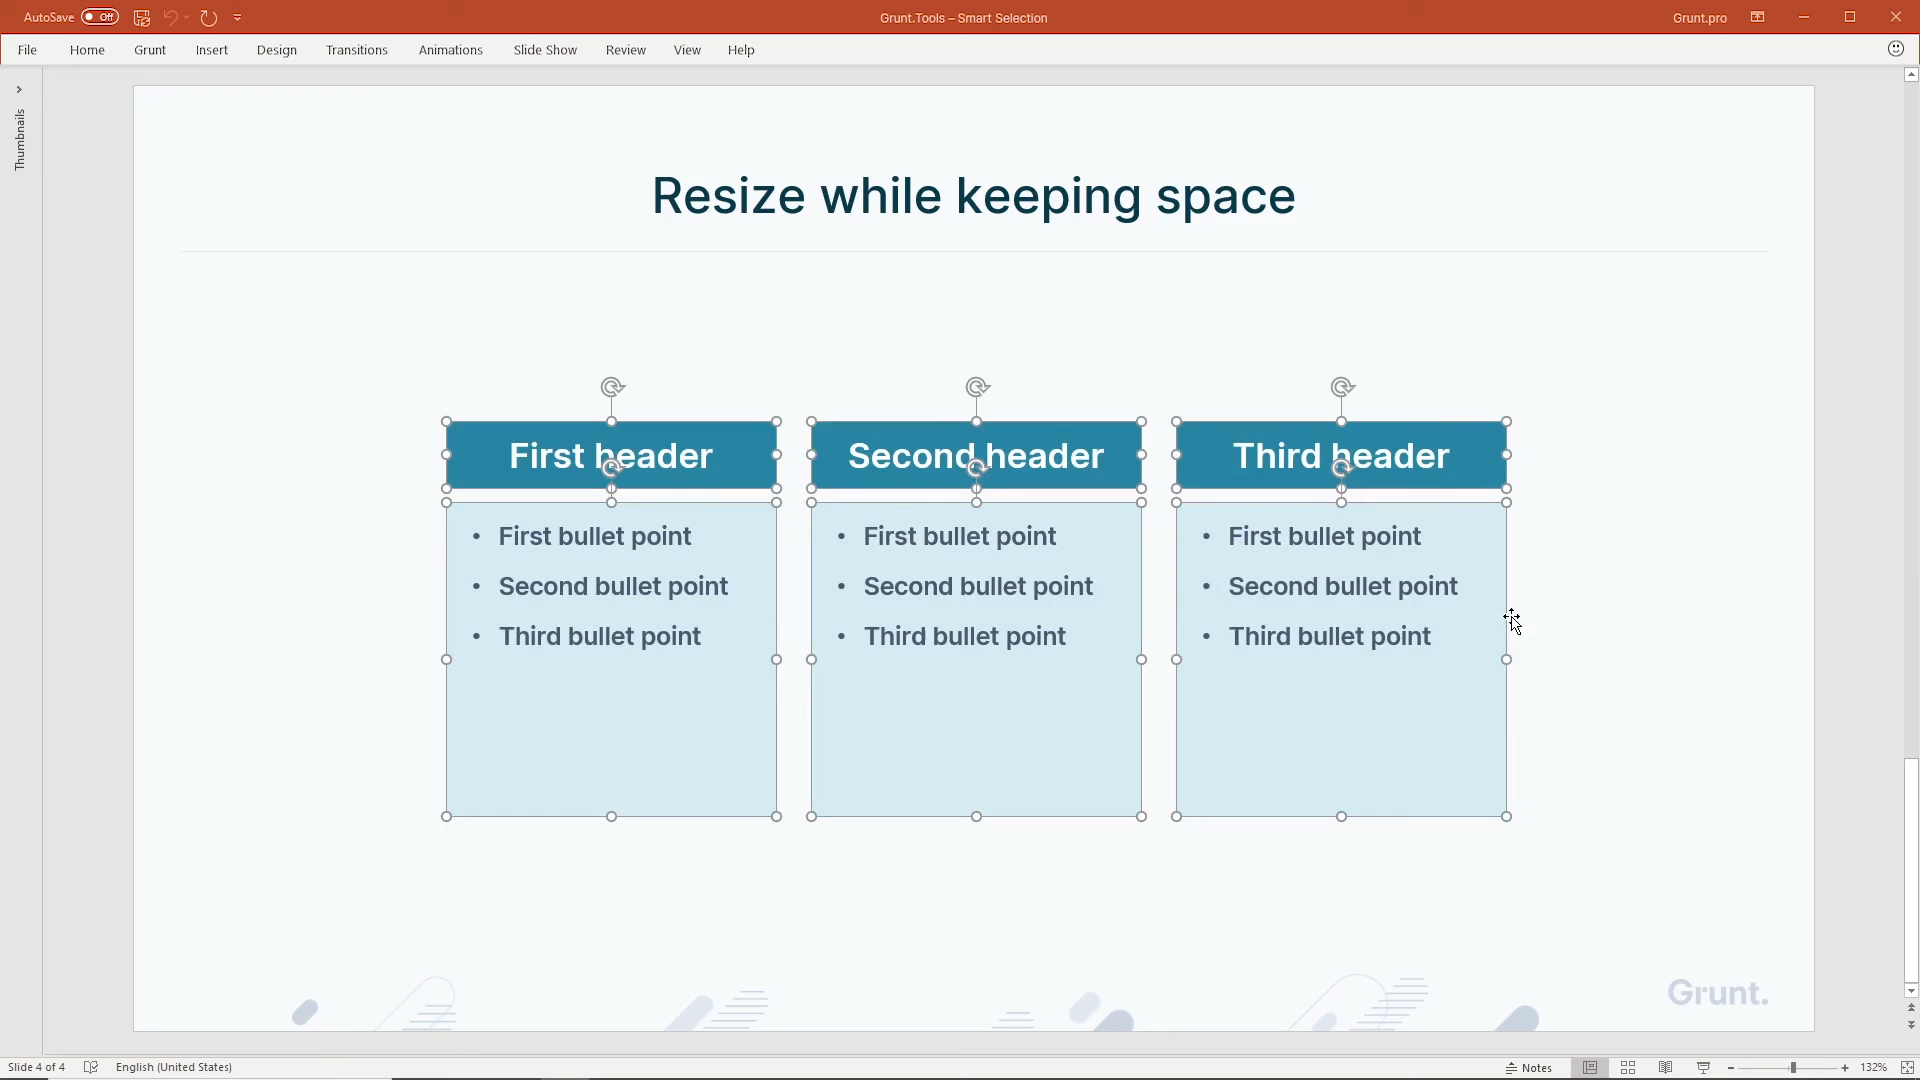 AutoSave Off
Grunt.Tools – Smart Selection
Grunt.pro
File Home Grunt Insert Design Transitions Animations Slide Show Review View Help
Thumbnails
Resize while keeping space
First header
Second header
Third header
• First bullet point
• Second bullet point
• Third bullet point
• First bullet point
• Second bullet point
• Third bullet point
• First bullet point
• Second bullet point
• Third bullet point
Grunt.
Slide 4 of 4 English (United States) Notes 132%